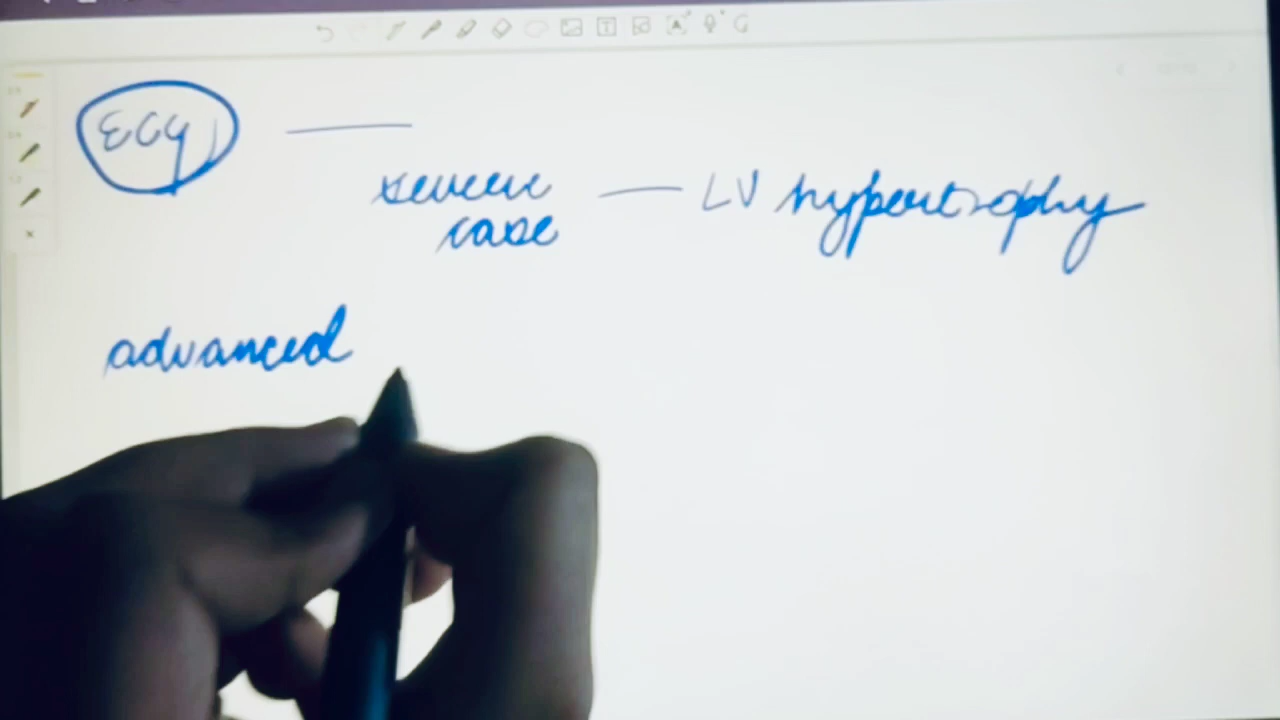 ECG
severe — LV hypertrophy
case
advanced